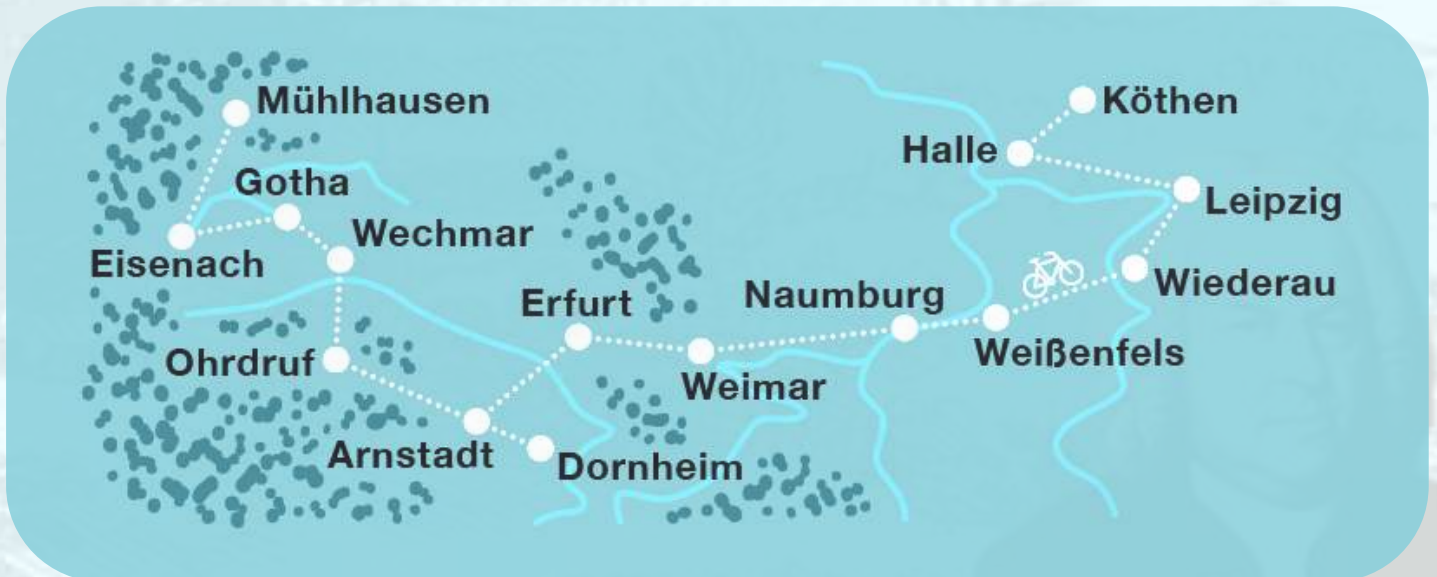 Mühlhausen
Köthen
Halle
Gotha
Leipzig
Wechmar
Eisenach
Wiederau
Naumburg
Erfurt
Weißenfels
Ohrdruf
Weimar
Arnstadt
Dornheim